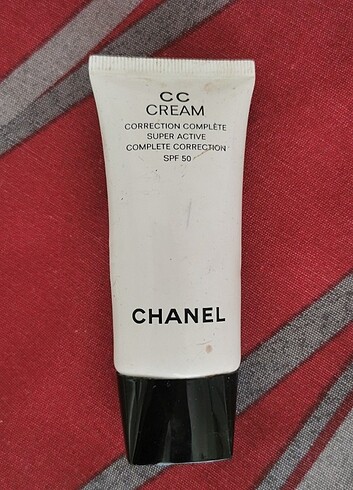 CC
CREAM
CORRECTION COMPLÈTE
SUPER ACTIVE
COMPLETE CORRECTION
SPF 50
CHANEL